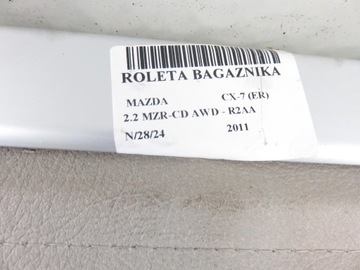 ROLETA BAGAZNIKA
MAZDA CX-7 (ER)
2.2 MZR-CD AWD - R2AA
N/28/24 2011